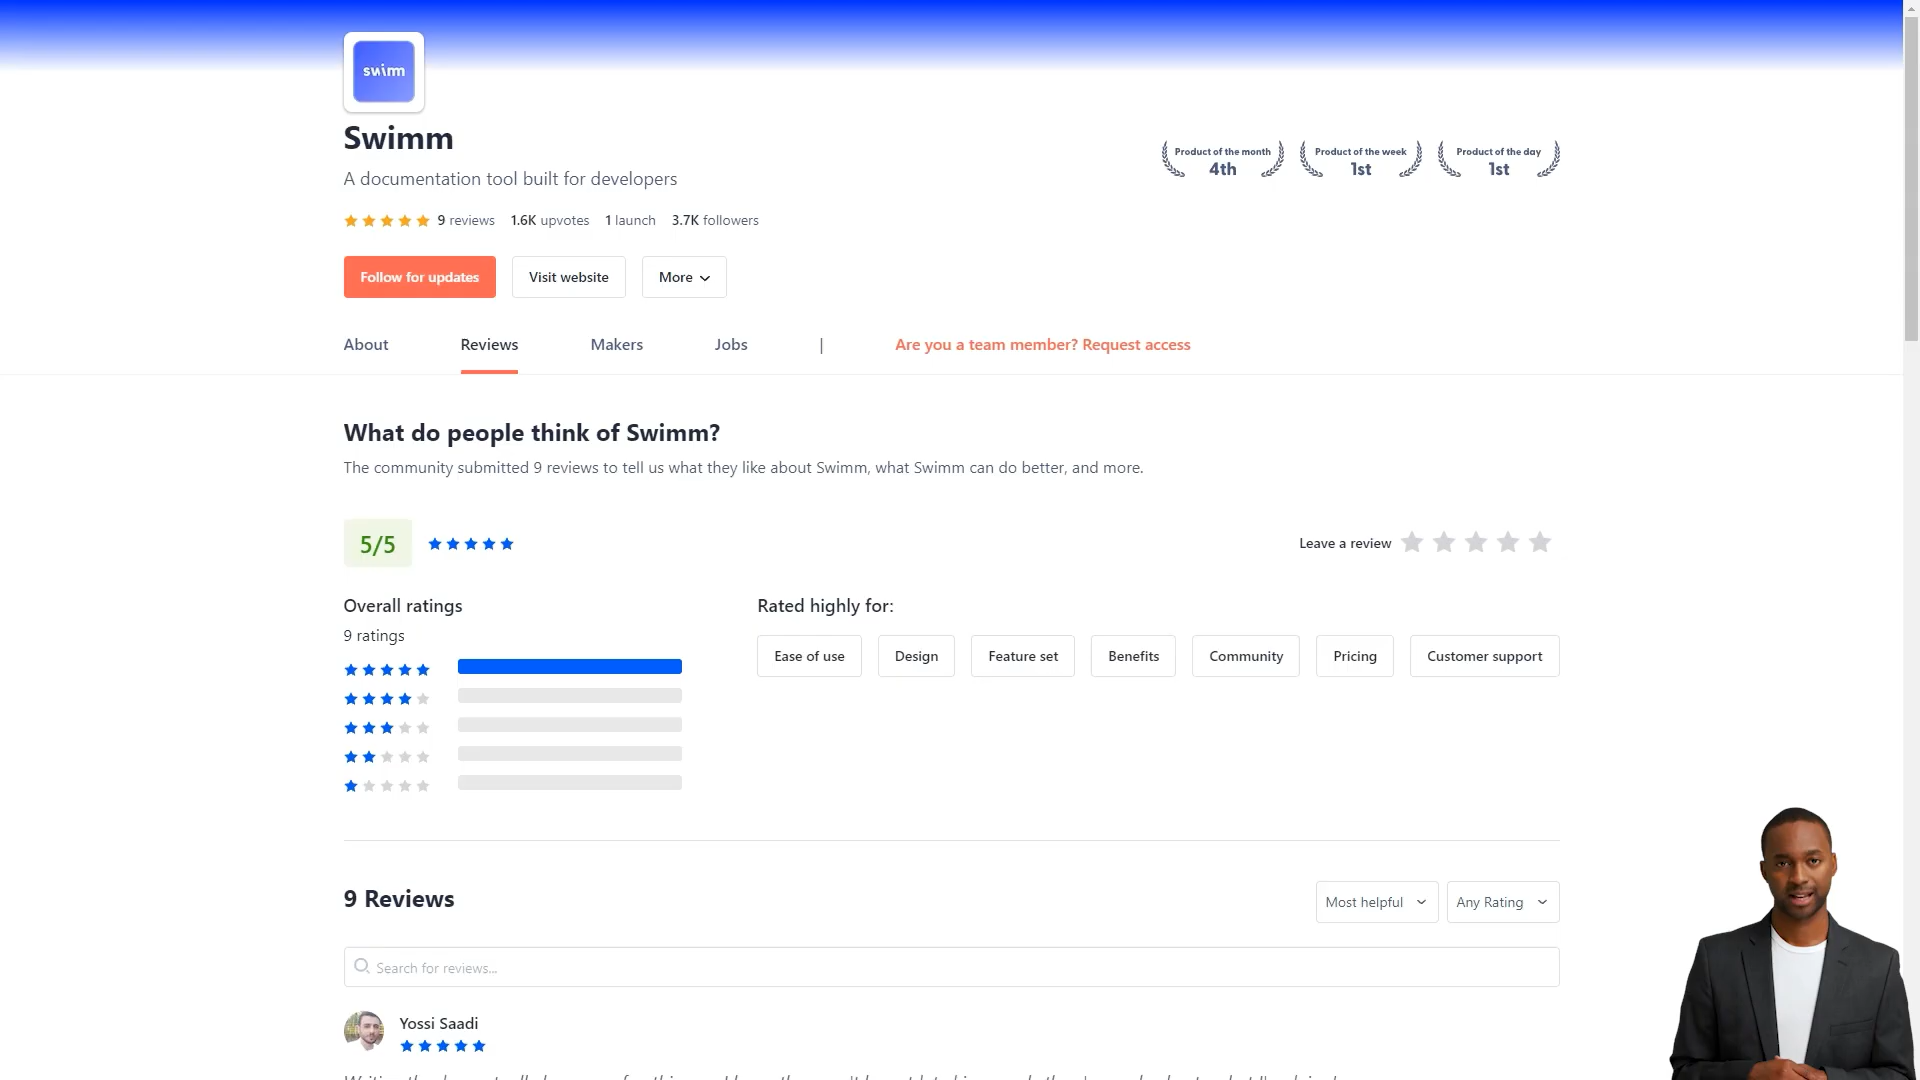 swimm
Swimm
A documentation tool built for developers
9 reviews 1.6K upvotes 1 launch 3.7K followers
Product of the month
4th
Product of the week
1st
Product of the day
1st
Follow for updates
Visit website
More
About
Reviews
Makers
Jobs
|
Are you a team member? Request access
What do people think of Swimm?
The community submitted 9 reviews to tell us what they like about Swimm, what Swimm can do better, and more.
5/5
Leave a review
Overall ratings
9 ratings
Rated highly for:
Ease of use
Design
Feature set
Benefits
Community
Pricing
Customer support
9 Reviews
Most helpful
Any Rating
Search for reviews...
Yossi Saadi